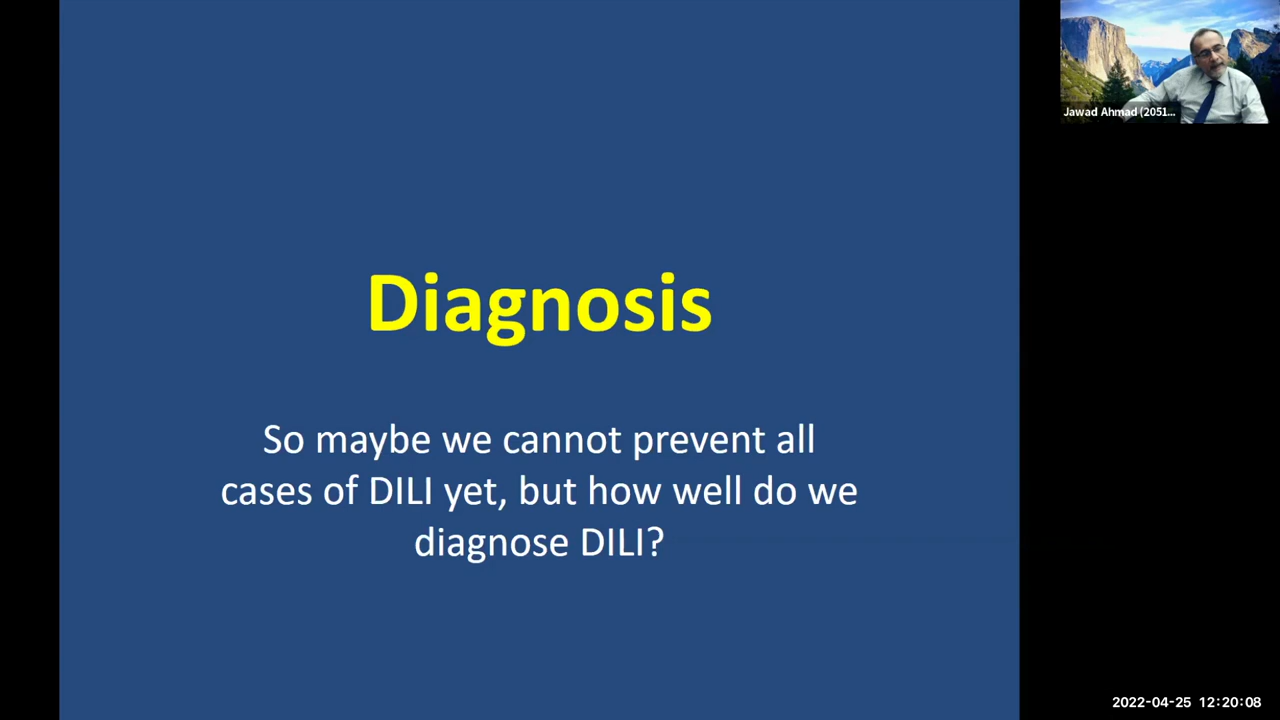 Jawad Ahmad (2051...
Diagnosis
So maybe we cannot prevent all
cases of DILI yet, but how well do we
diagnose DILI?
2022-04-25 12:20:08